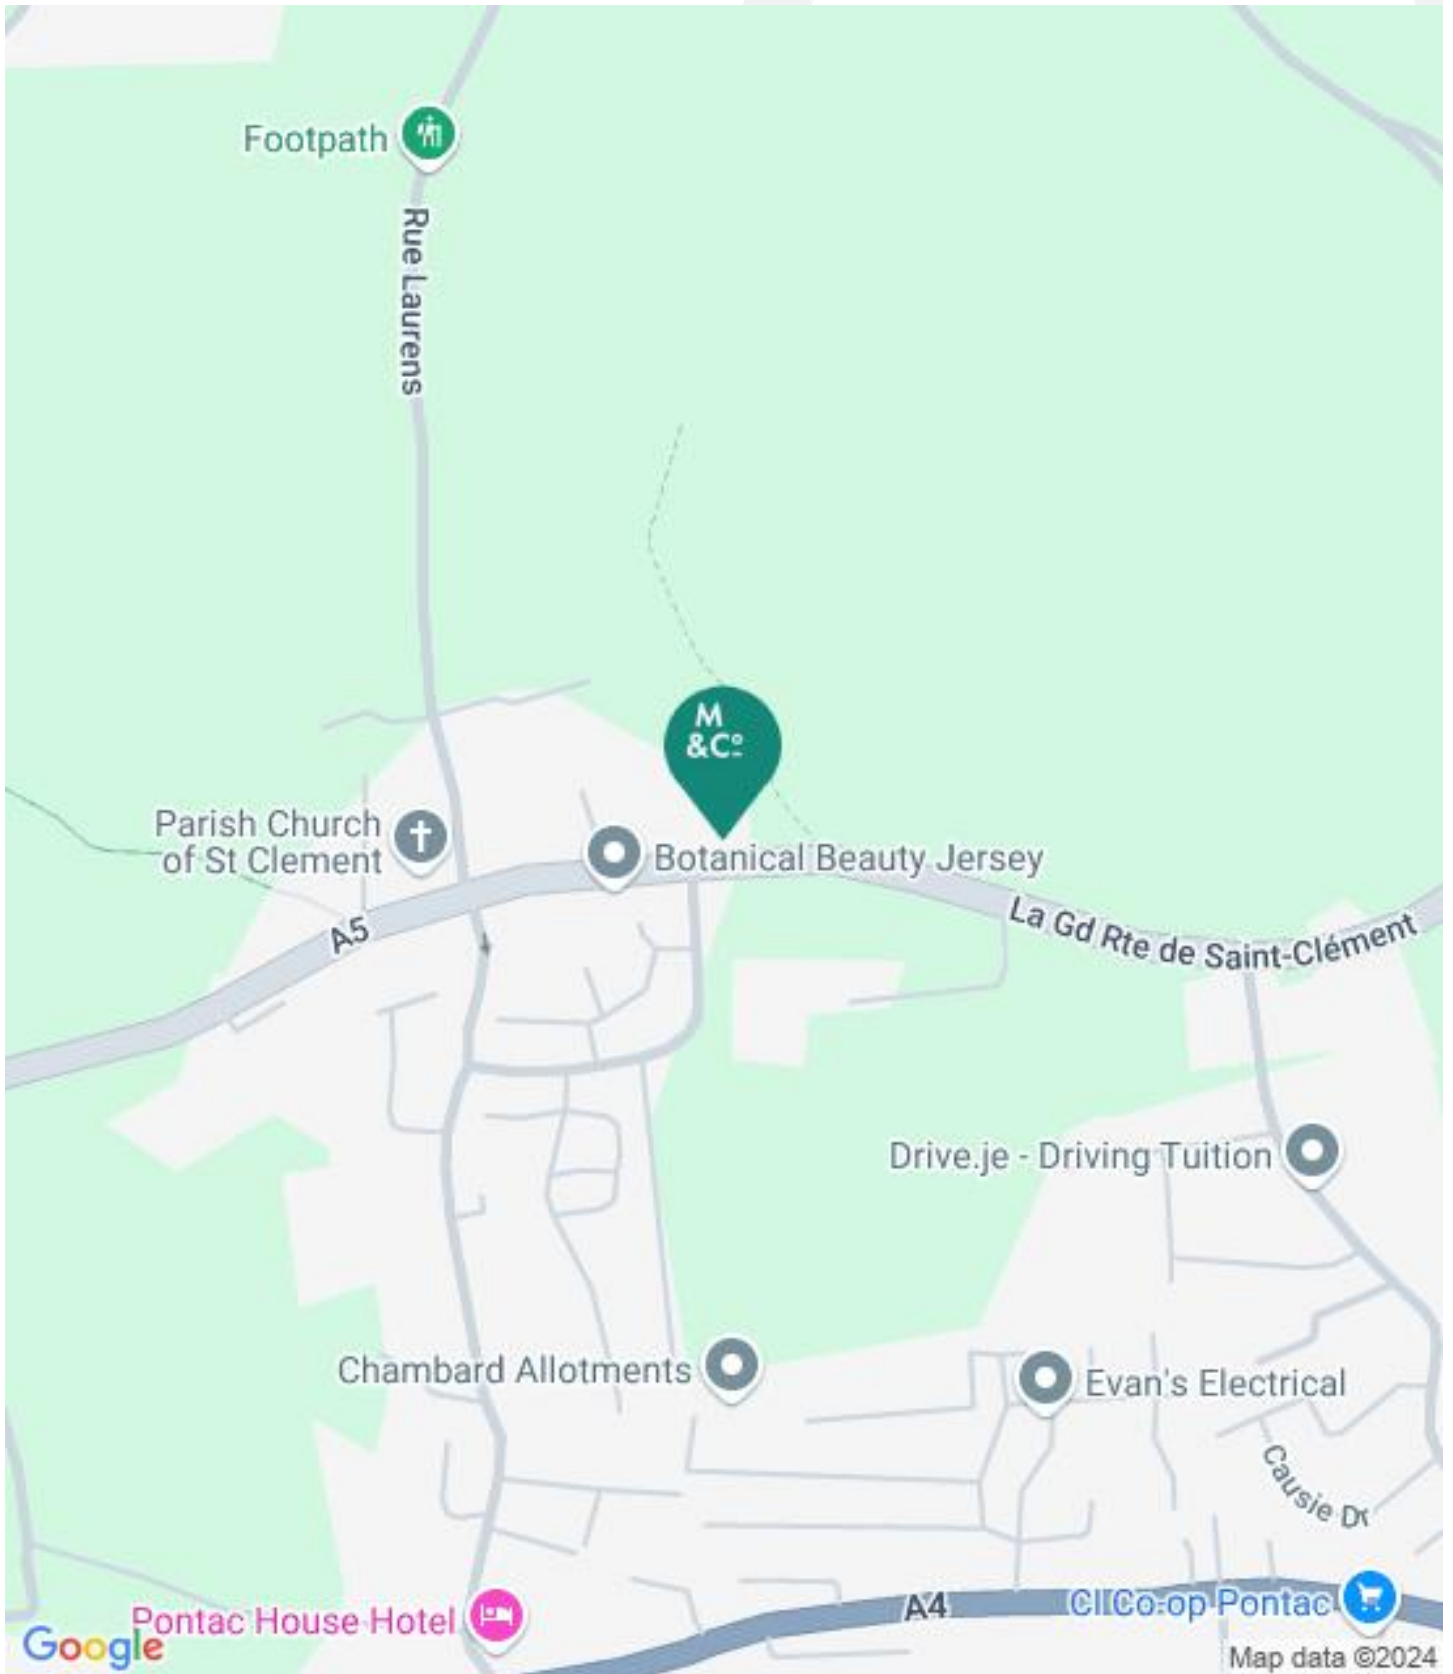 Footpath
Rue Laurens
M
&Cº
Parish Church
of St Clement
Botanical Beauty Jersey
A5
La Gd Rte de Saint-Clément
Drive.je - Driving Tuition
Chambard Allotments
Evan's Electrical
Causie Dr
A4
CI Co-op Pontac
Pontac House Hotel
Google
Map data ©2024